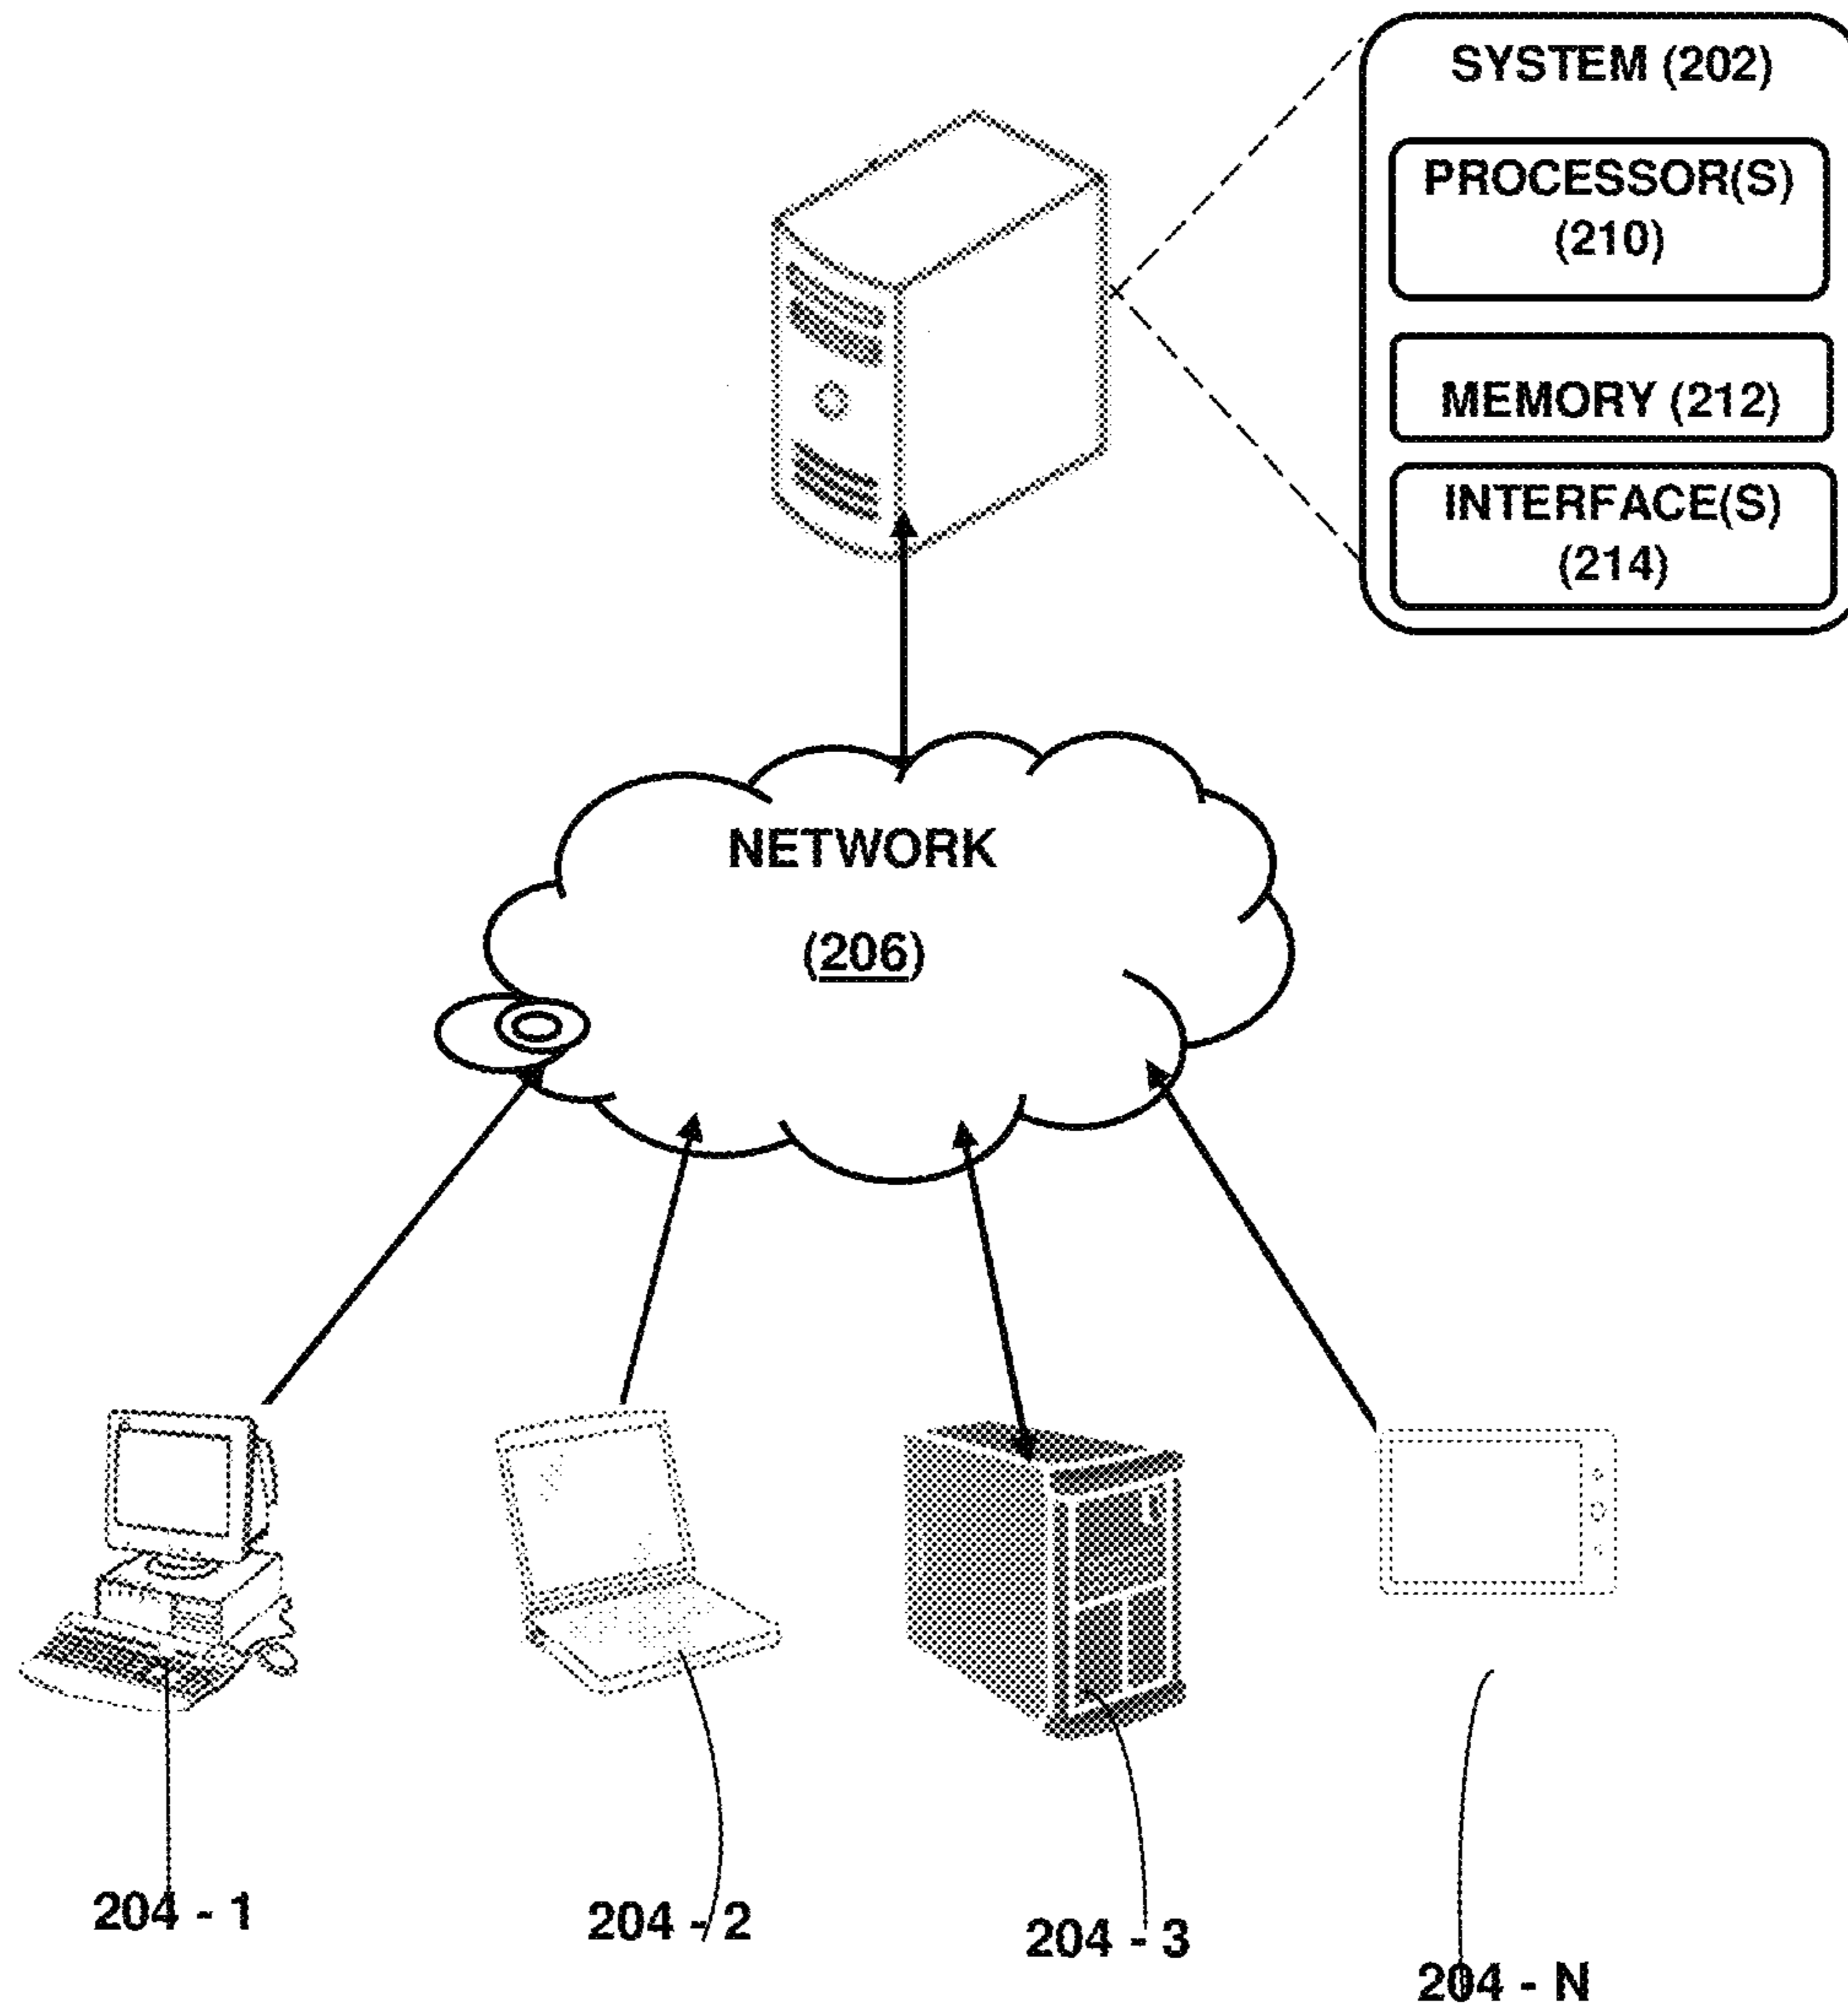 SYSTEM (202)
PROCESSOR(S)
(210)
MEMORY (212)
INTERFACE(S)
(214)
NETWORK
(206)
204 - 1
204 - 2
204 - 3
204 - N